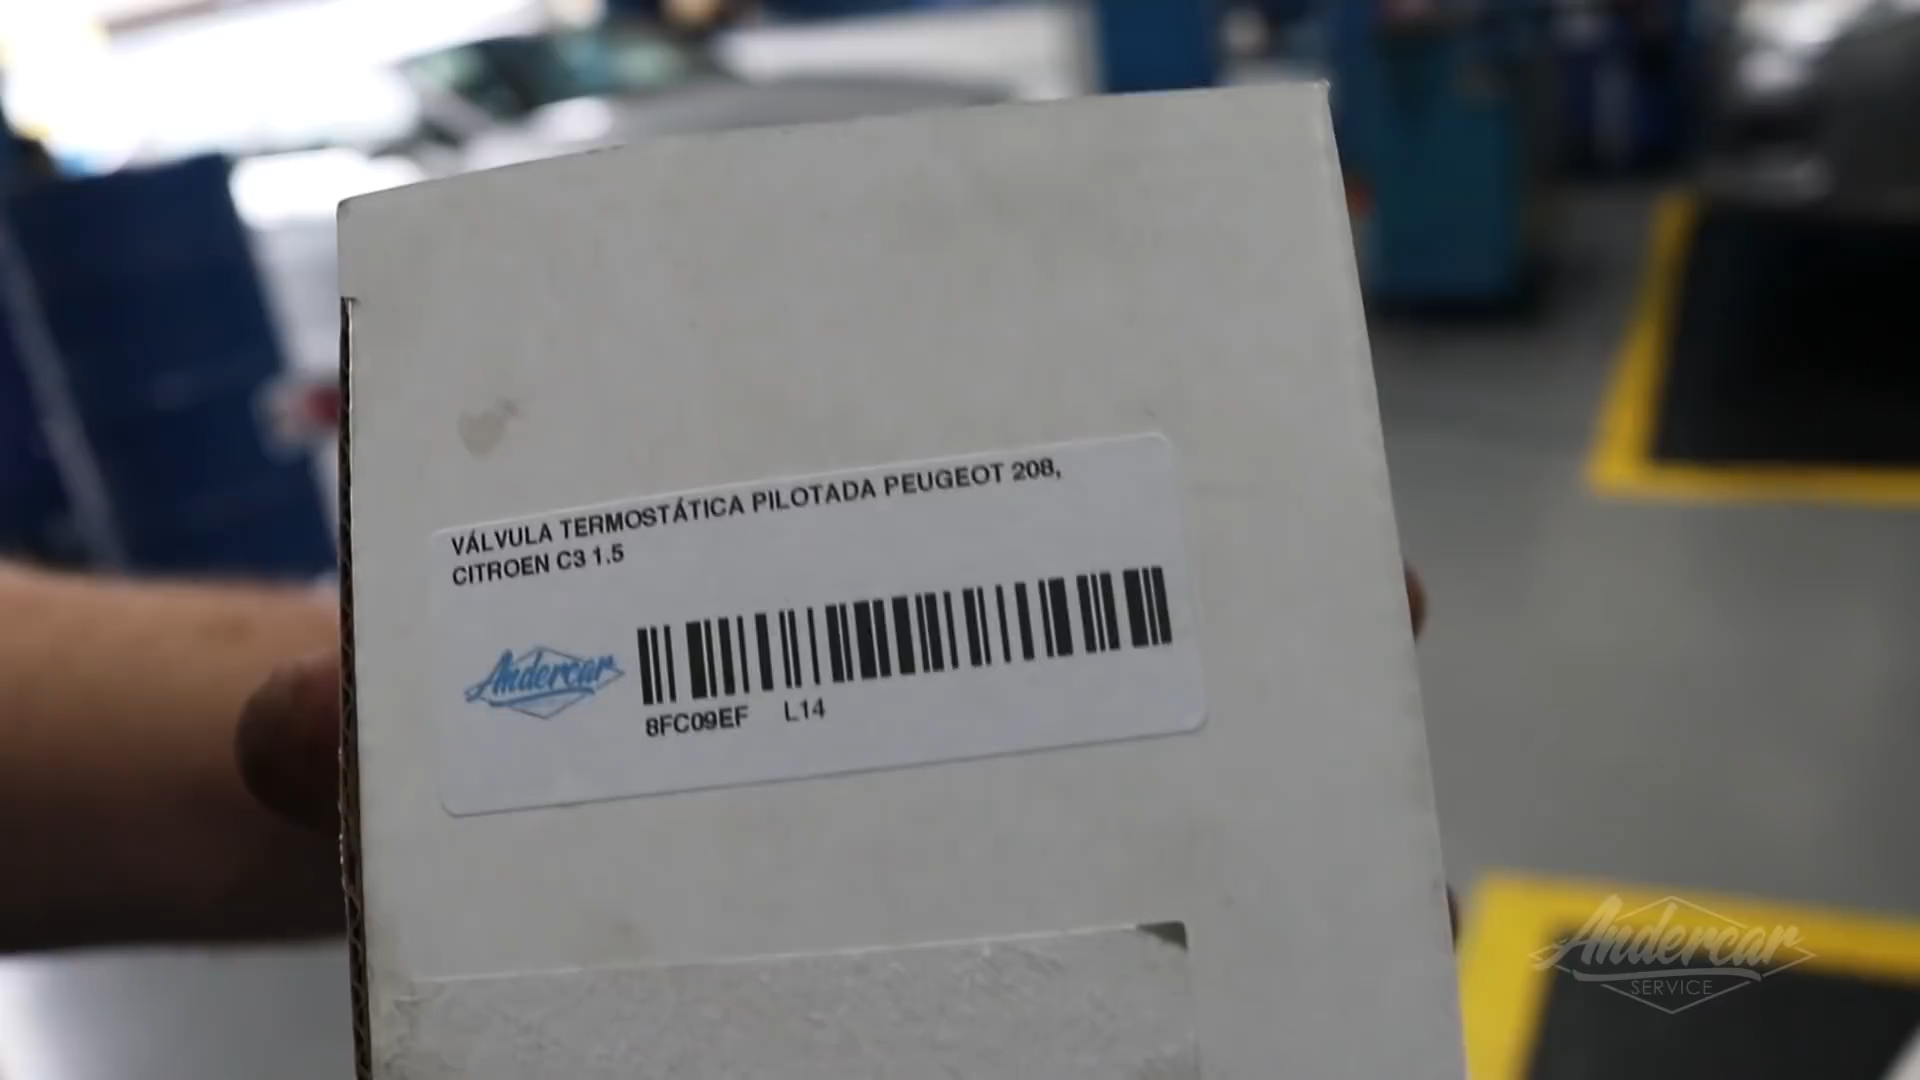 VÁLVULA TERMOSTÁTICA PILOTADA PEUGEOT 208,
CITROEN C3 1.5
Andercar
8FC09EF L14
Andercar
SERVICE